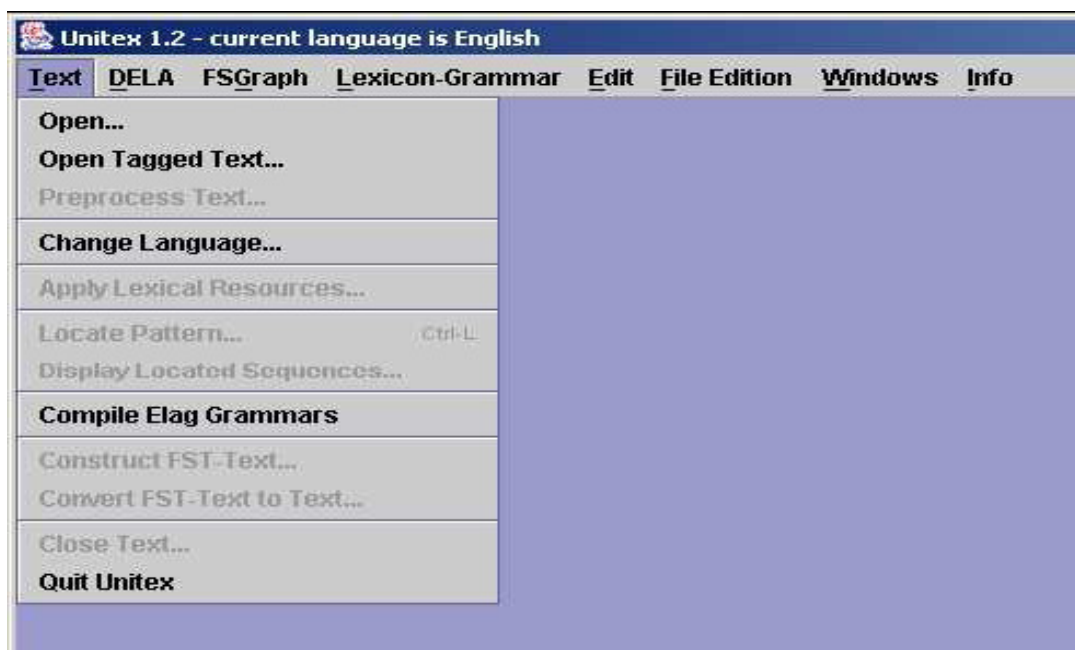 Unitex 1.2 - current language is English
Text DELA FSGraph Lexicon-Grammar Edit File Edition Windows Info
Open...
Open Tagged Text...
Preprocess Text...
Change Language...
Apply Lexical Resources...
Locate Pattern... Ctrl-L
Display Located Sequences...
Compile Elag Grammars
Construct FST-Text...
Convert FST-Text to Text...
Close Text...
Quit Unitex